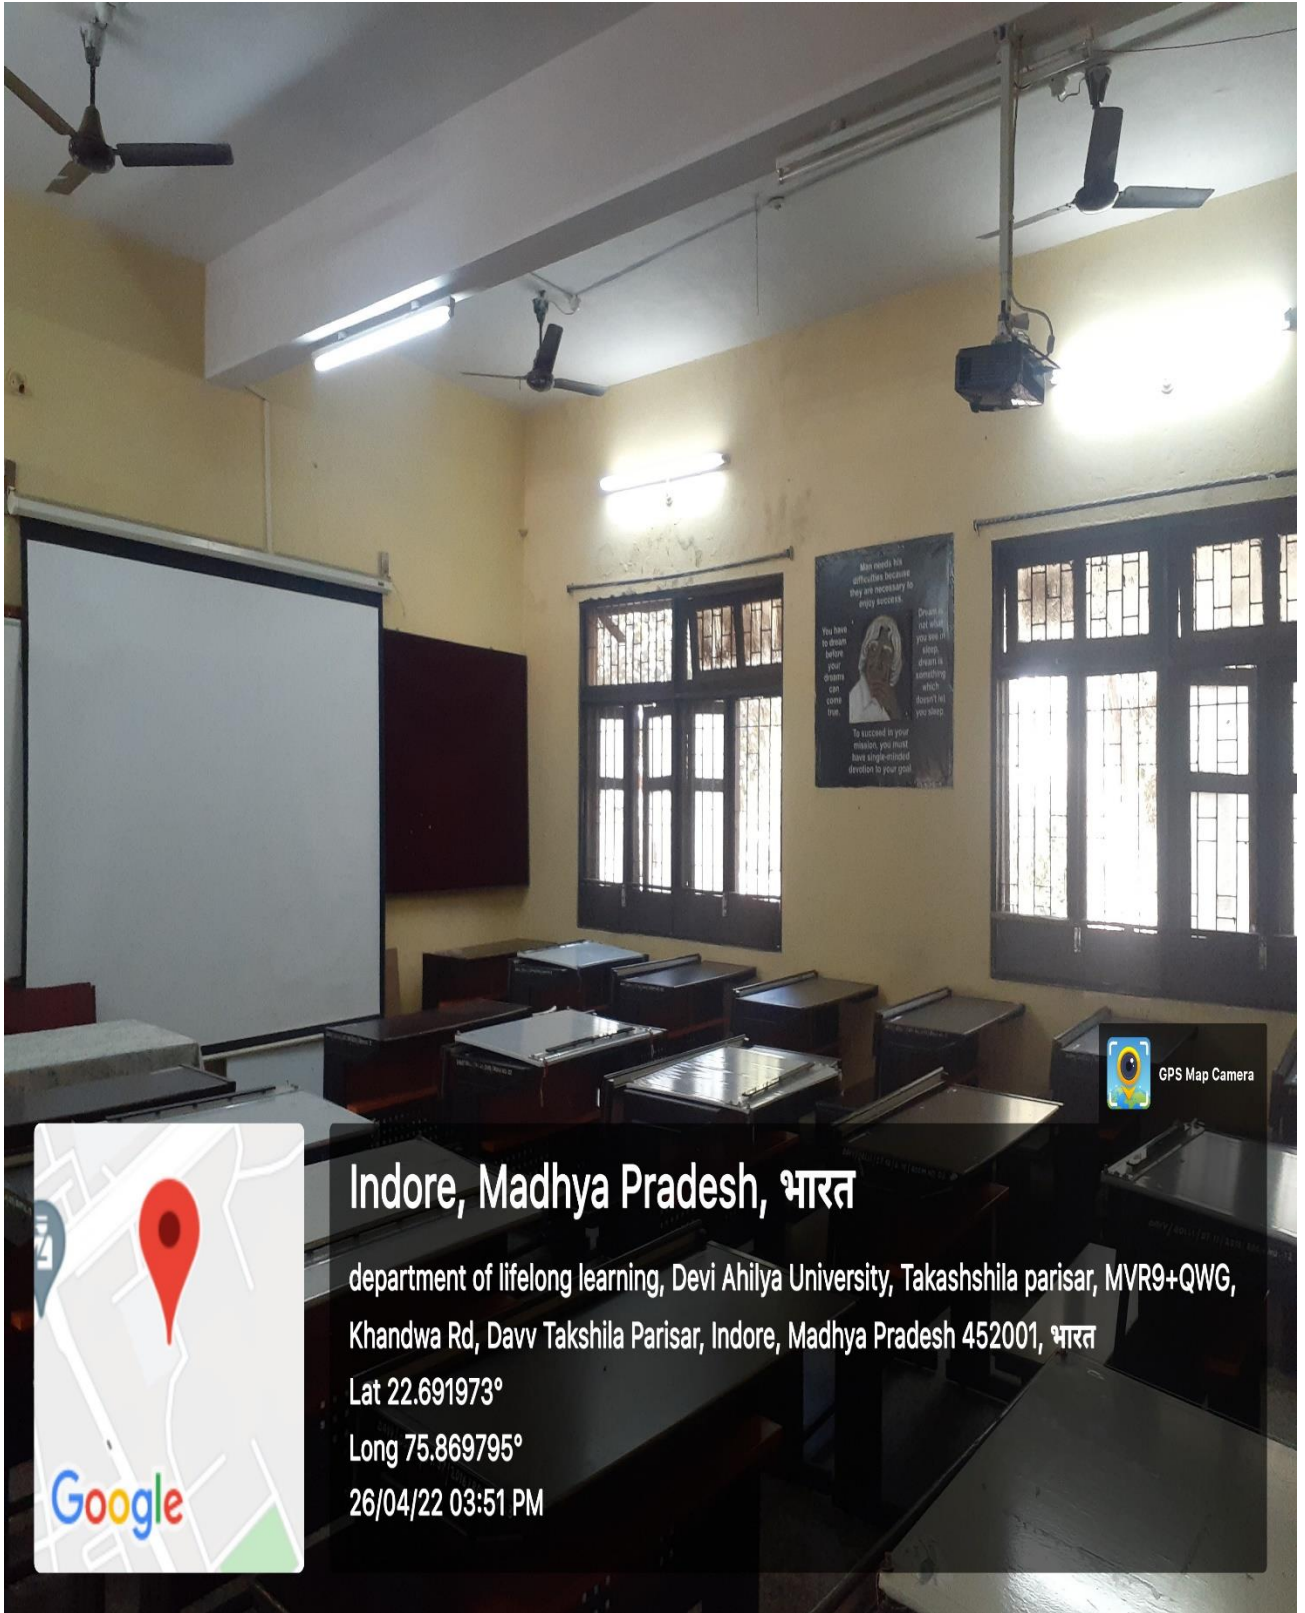 Man needs his
difficulties because
they are necessary to
enjoy success.
You have
to dream
before
your
dreams
can
come
true.
Dream is
not what
you see in
sleep,
dream is
something
which
doesn't let
you sleep.
To succeed in your
mission, you must
have single-minded
devotion to your goal.
GPS Map Camera
Indore, Madhya Pradesh, भारत
department of lifelong learning, Devi Ahilya University, Takashshila parisar, MVR9+QWG,
Khandwa Rd, Davv Takshila Parisar, Indore, Madhya Pradesh 452001, भारत
Lat 22.691973°
Long 75.869795°
26/04/22 03:51 PM
Google